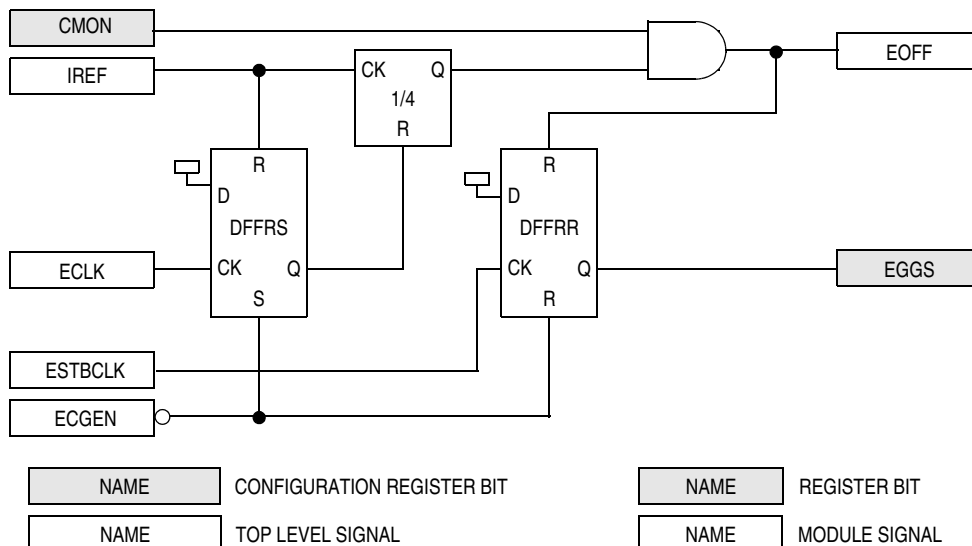 CMON
EOFF
IREF
CK Q
1/4
R
R
D
DFFRS
CK Q
S
R
D
DFFRR
CK Q
R
ECLK
EGGS
ESTBCLK
ECGEN
NAME CONFIGURATION REGISTER BIT
NAME REGISTER BIT
NAME TOP LEVEL SIGNAL
NAME MODULE SIGNAL